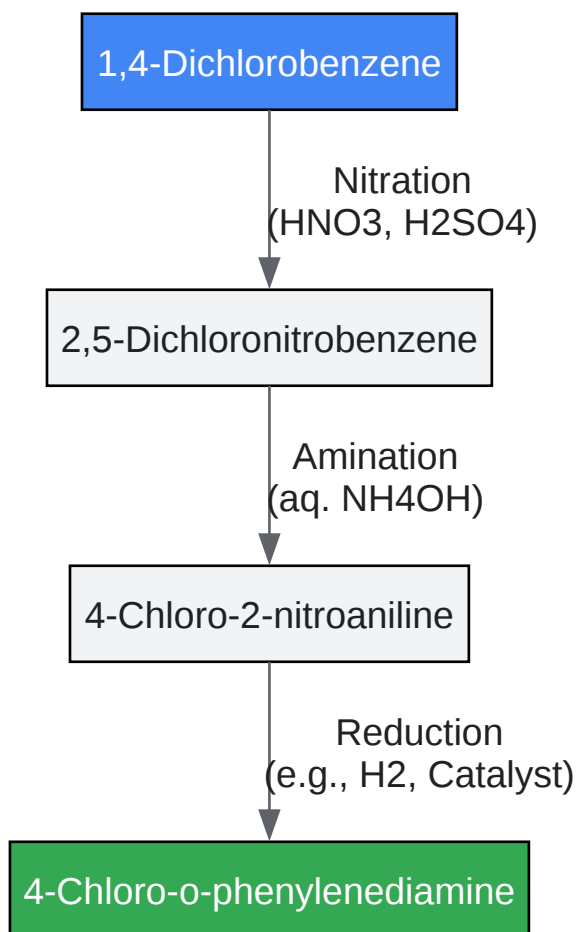 1,4-Dichlorobenzene
Nitration
(HNO3, H2SO4)
2,5-Dichloronitrobenzene
Amination
(aq. NH4OH)
4-Chloro-2-nitroaniline
Reduction
(e.g., H2, Catalyst)
4-Chloro-o-phenylenediamine